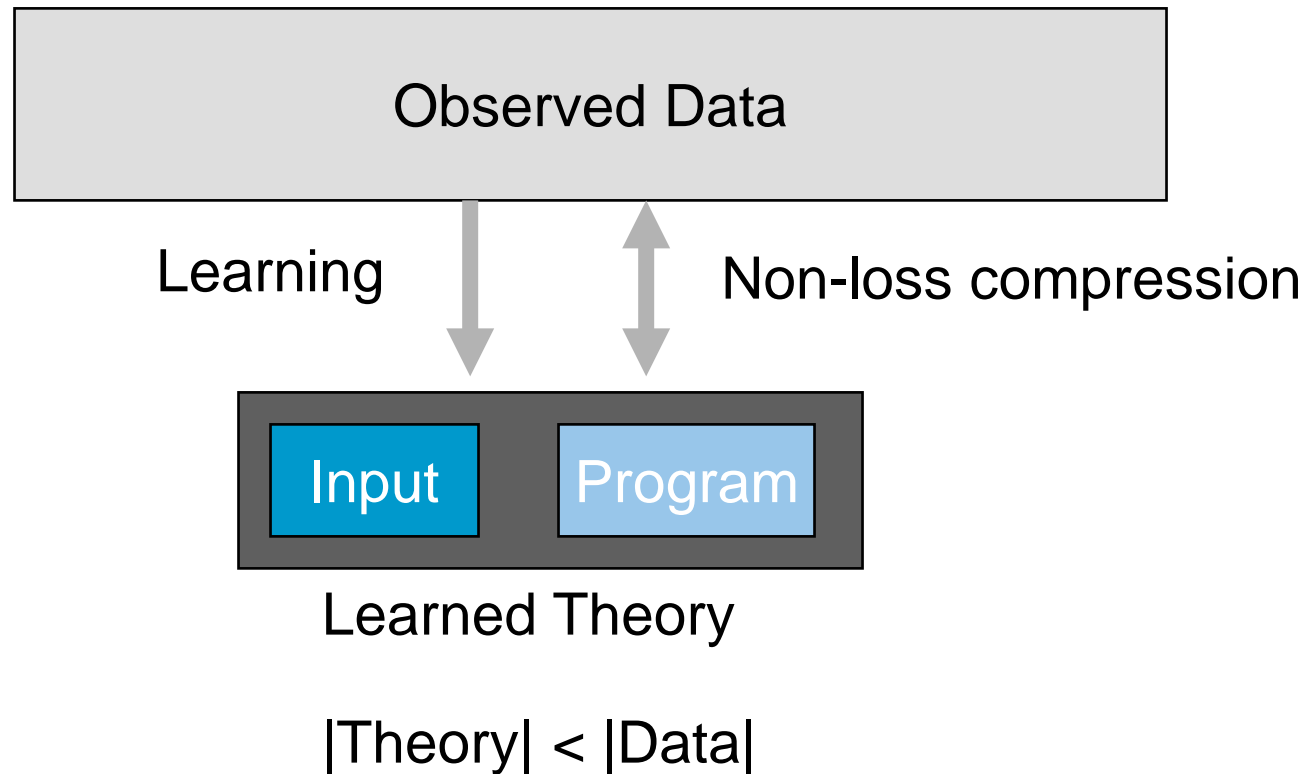 Observed Data
Learning
Non-loss compression
Input
Program
Learned Theory
|Theory| < |Data|